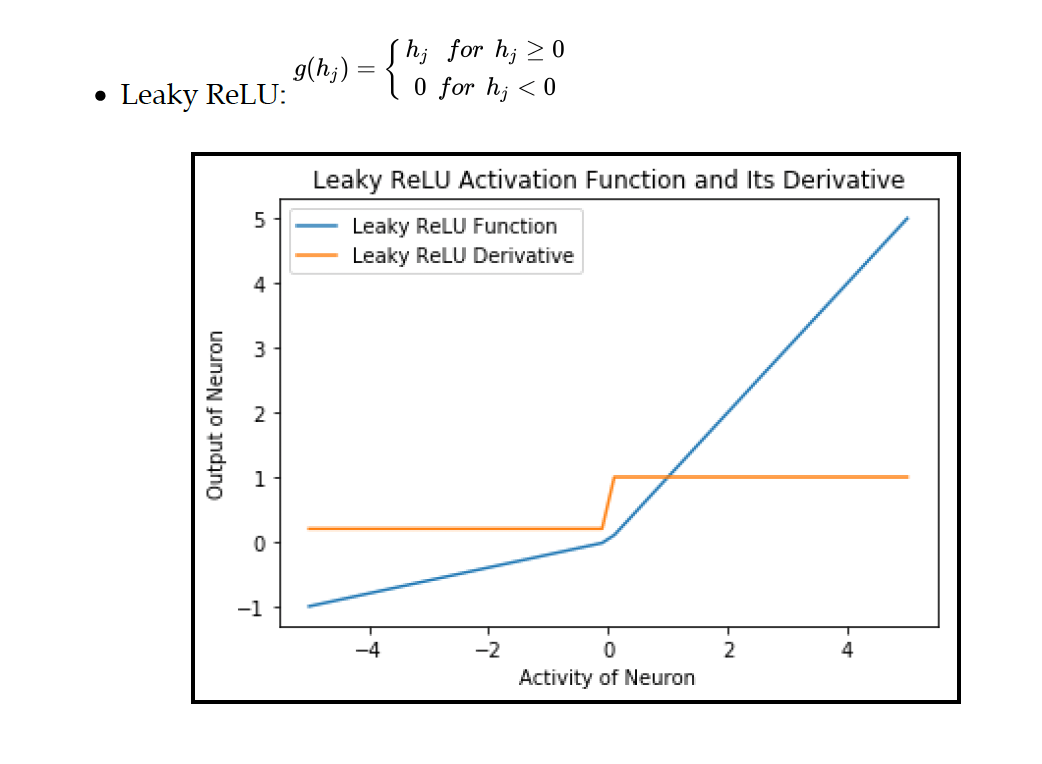 • Leaky ReLU: g(h_j) = { h_j for h_j ≥ 0
0 for h_j < 0
Leaky ReLU Activation Function and Its Derivative
Leaky ReLU Function
Leaky ReLU Derivative
5
4
3
2
1
0
−1
Output of Neuron
−4 −2 0 2 4
Activity of Neuron